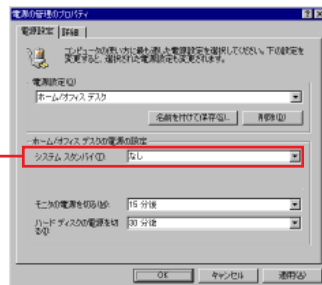 電源の管理のプロパティ
電源設定 詳細
コンピュータの使い方に最も適した電源設定を選択してください。下の設定を
変更すると、選択された電源設定も変更されます。
電源設定(O)
ホーム/オフィス デスク
名前を付けて保存(S)... 削除(D)
ホーム/オフィス デスクの電源の設定
システム スタンバイ(T): なし
モニタの電源を切る(M): 15 分後
ハード ディスクの電源を切る(I): 30 分後
OK キャンセル 適用(A)